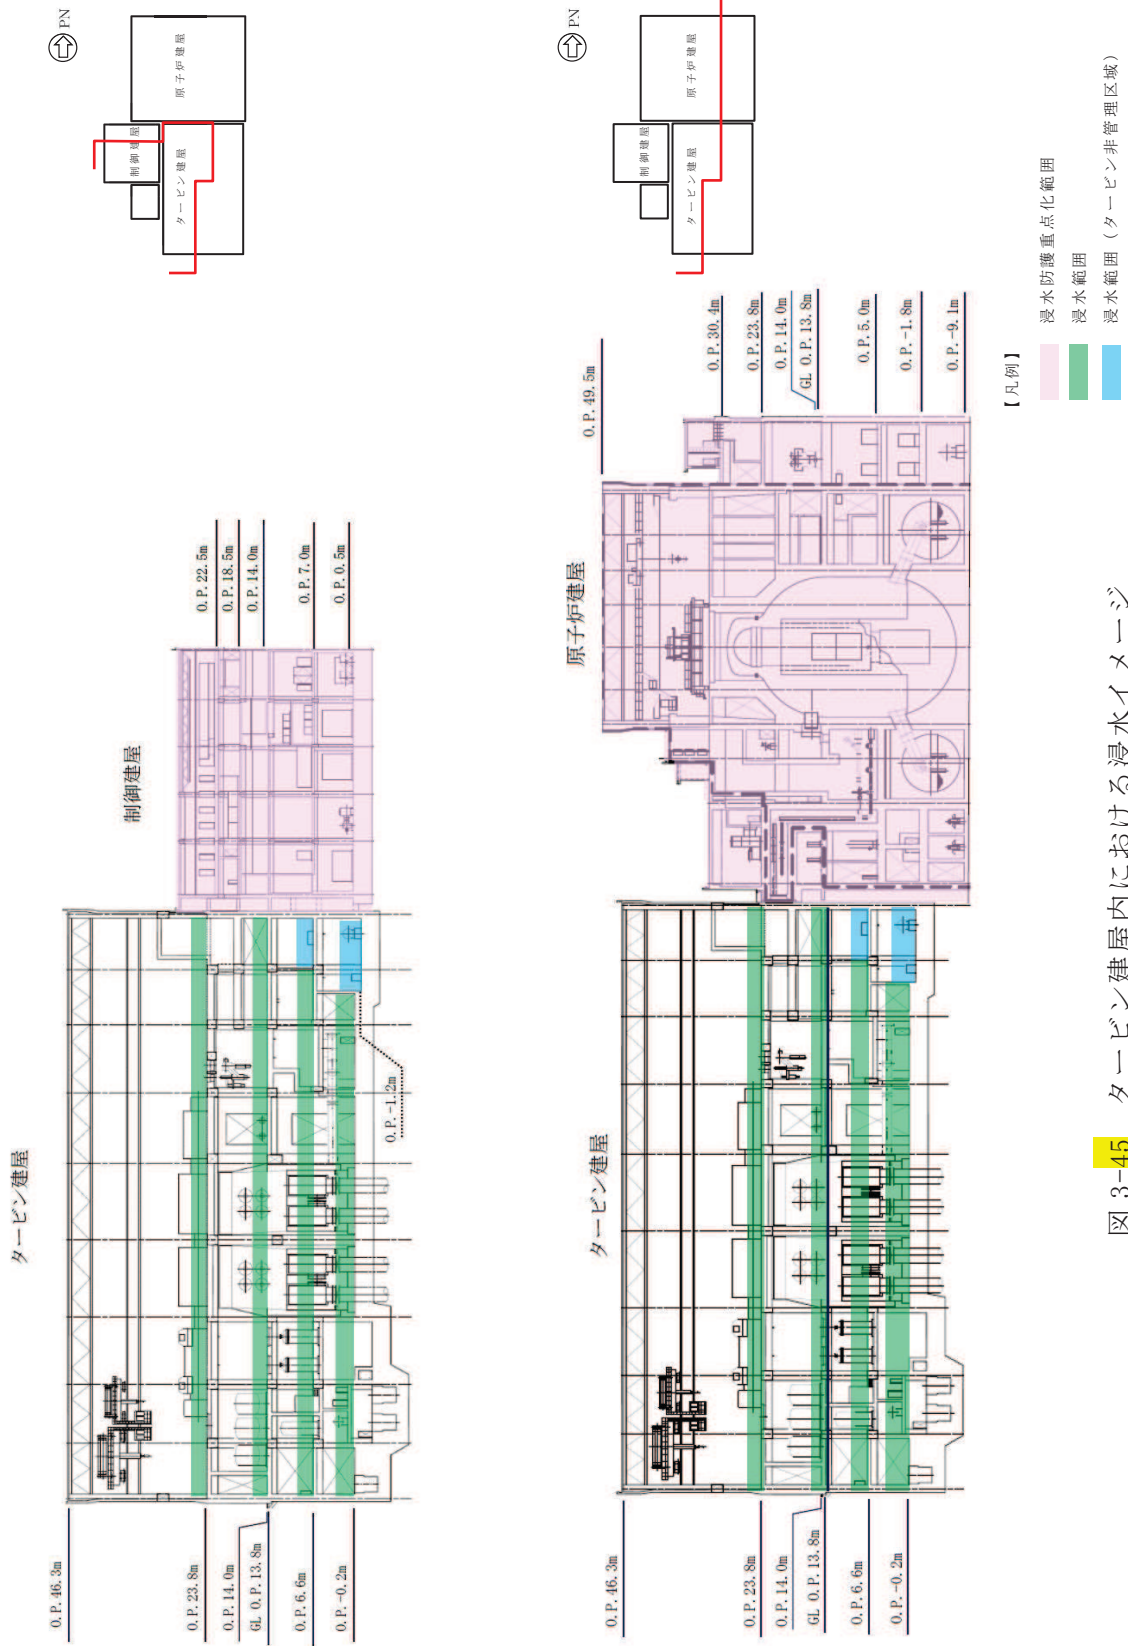 タービン建屋
制御建屋
O.P.46.3m
O.P.23.8m
O.P.14.0m
GL O.P.13.8m
O.P.6.6m
O.P.-0.2m
O.P.-1.2m
O.P.22.5m
O.P.18.5m
O.P.14.0m
O.P.7.0m
O.P.0.5m
PN
制御建屋
タービン建屋
原子炉建屋
タービン建屋
原子炉建屋
O.P.46.3m
O.P.23.8m
O.P.14.0m
GL O.P.13.8m
O.P.6.6m
O.P.-0.2m
O.P.49.5m
O.P.30.4m
O.P.23.8m
O.P.14.0m
GL O.P.13.8m
O.P.5.0m
O.P.-1.8m
O.P.-9.1m
PN
制御建屋
タービン建屋
原子炉建屋
【凡例】
浸水防護重点化範囲
浸水範囲
浸水範囲（タービン非管理区域）
図 3-45 タービン建屋内における浸水イメージ